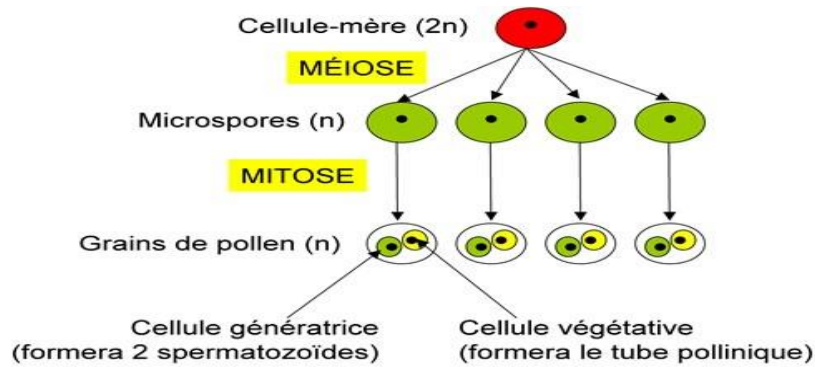 Cellule-mère (2n)
MÉIOSE
Microspores (n)
MITOSE
Grains de pollen (n)
Cellule génératrice
(formera 2 spermatozoïdes)
Cellule végétative
(formera le tube pollinique)